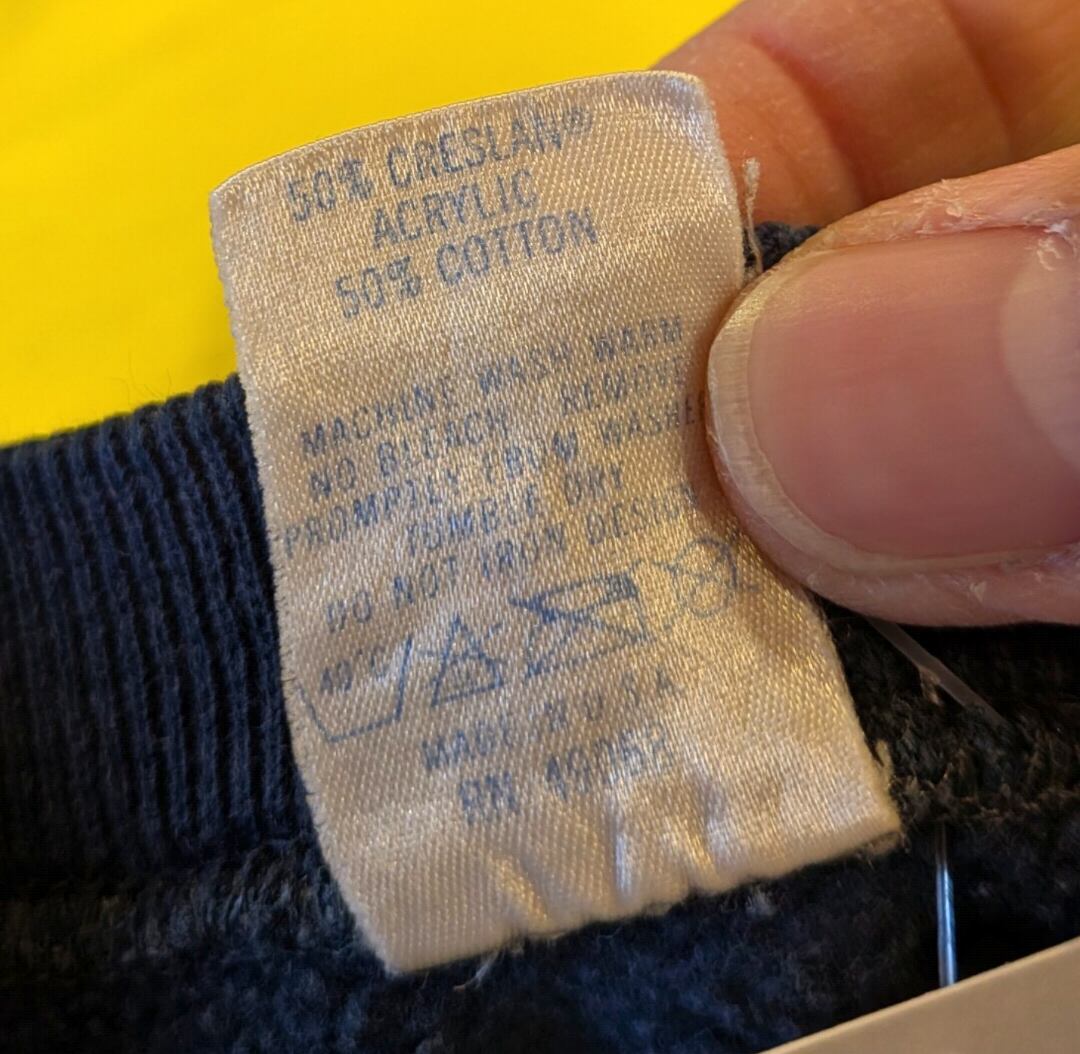 50% CRESLAN®
ACRYLIC
50% COTTON
MACHINE WASH WARM
NO BLEACH REMOVE
PROMPTLY FROM WASHER
TUMBLE DRY
DO NOT IRON DESIGN
40°C
MADE IN U.S.A.
RN